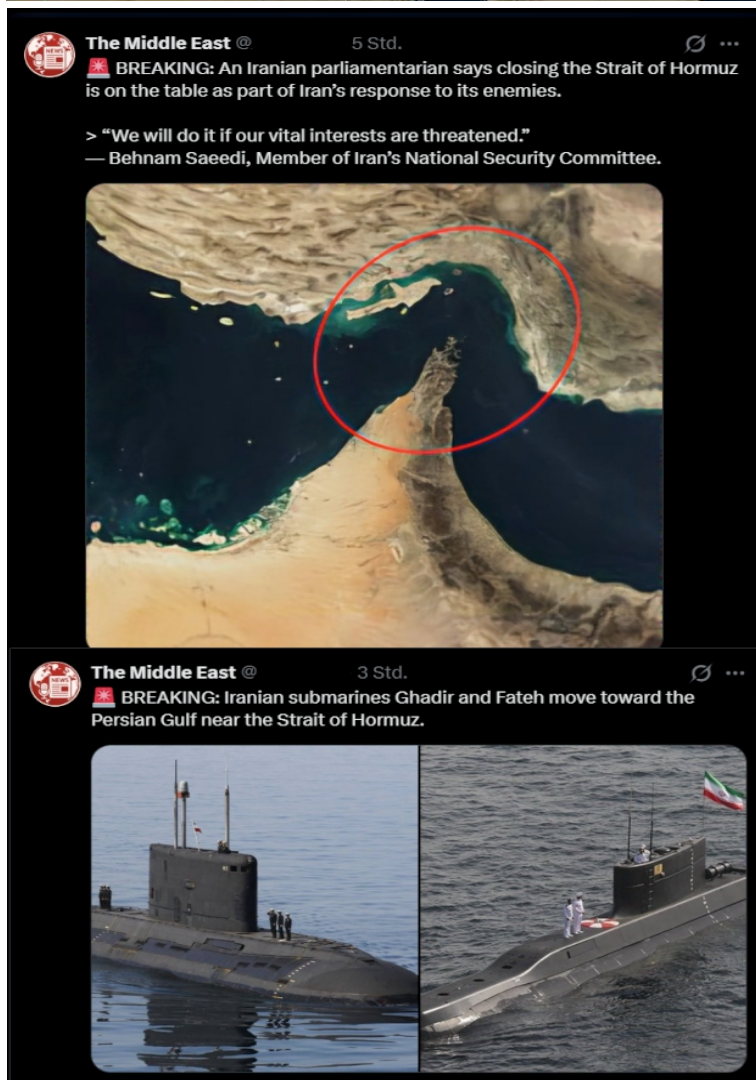 The Middle East @ 5 Std.
🚨 BREAKING: An Iranian parliamentarian says closing the Strait of Hormuz
is on the table as part of Iran’s response to its enemies.
> “We will do it if our vital interests are threatened.”
— Behnam Saeedi, Member of Iran’s National Security Committee.
The Middle East @ 3 Std.
🚨 BREAKING: Iranian submarines Ghadir and Fateh move toward the
Persian Gulf near the Strait of Hormuz.